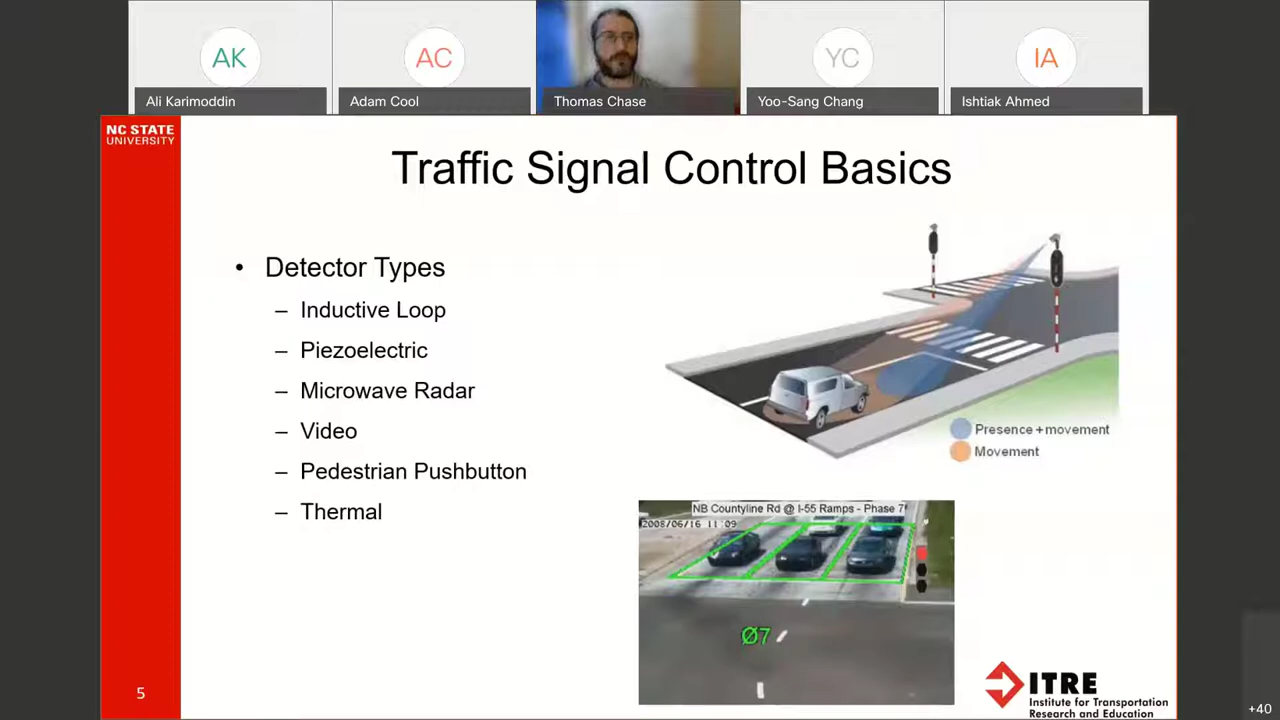 AK
AC
YC
IA
Ali Karimoddin
Adam Cool
Thomas Chase
Yoo-Sang Chang
Ishtiak Ahmed
NC STATE
UNIVERSITY
Traffic Signal Control Basics
• Detector Types
– Inductive Loop
– Piezoelectric
– Microwave Radar
– Video
– Pedestrian Pushbutton
– Thermal
Presence + movement
Movement
NB Countyline Rd @ I-55 Ramps - Phase 7
2008/06/16 11:09
Ø7
5
ITRE
Institute for Transportation
Research and Education
+40